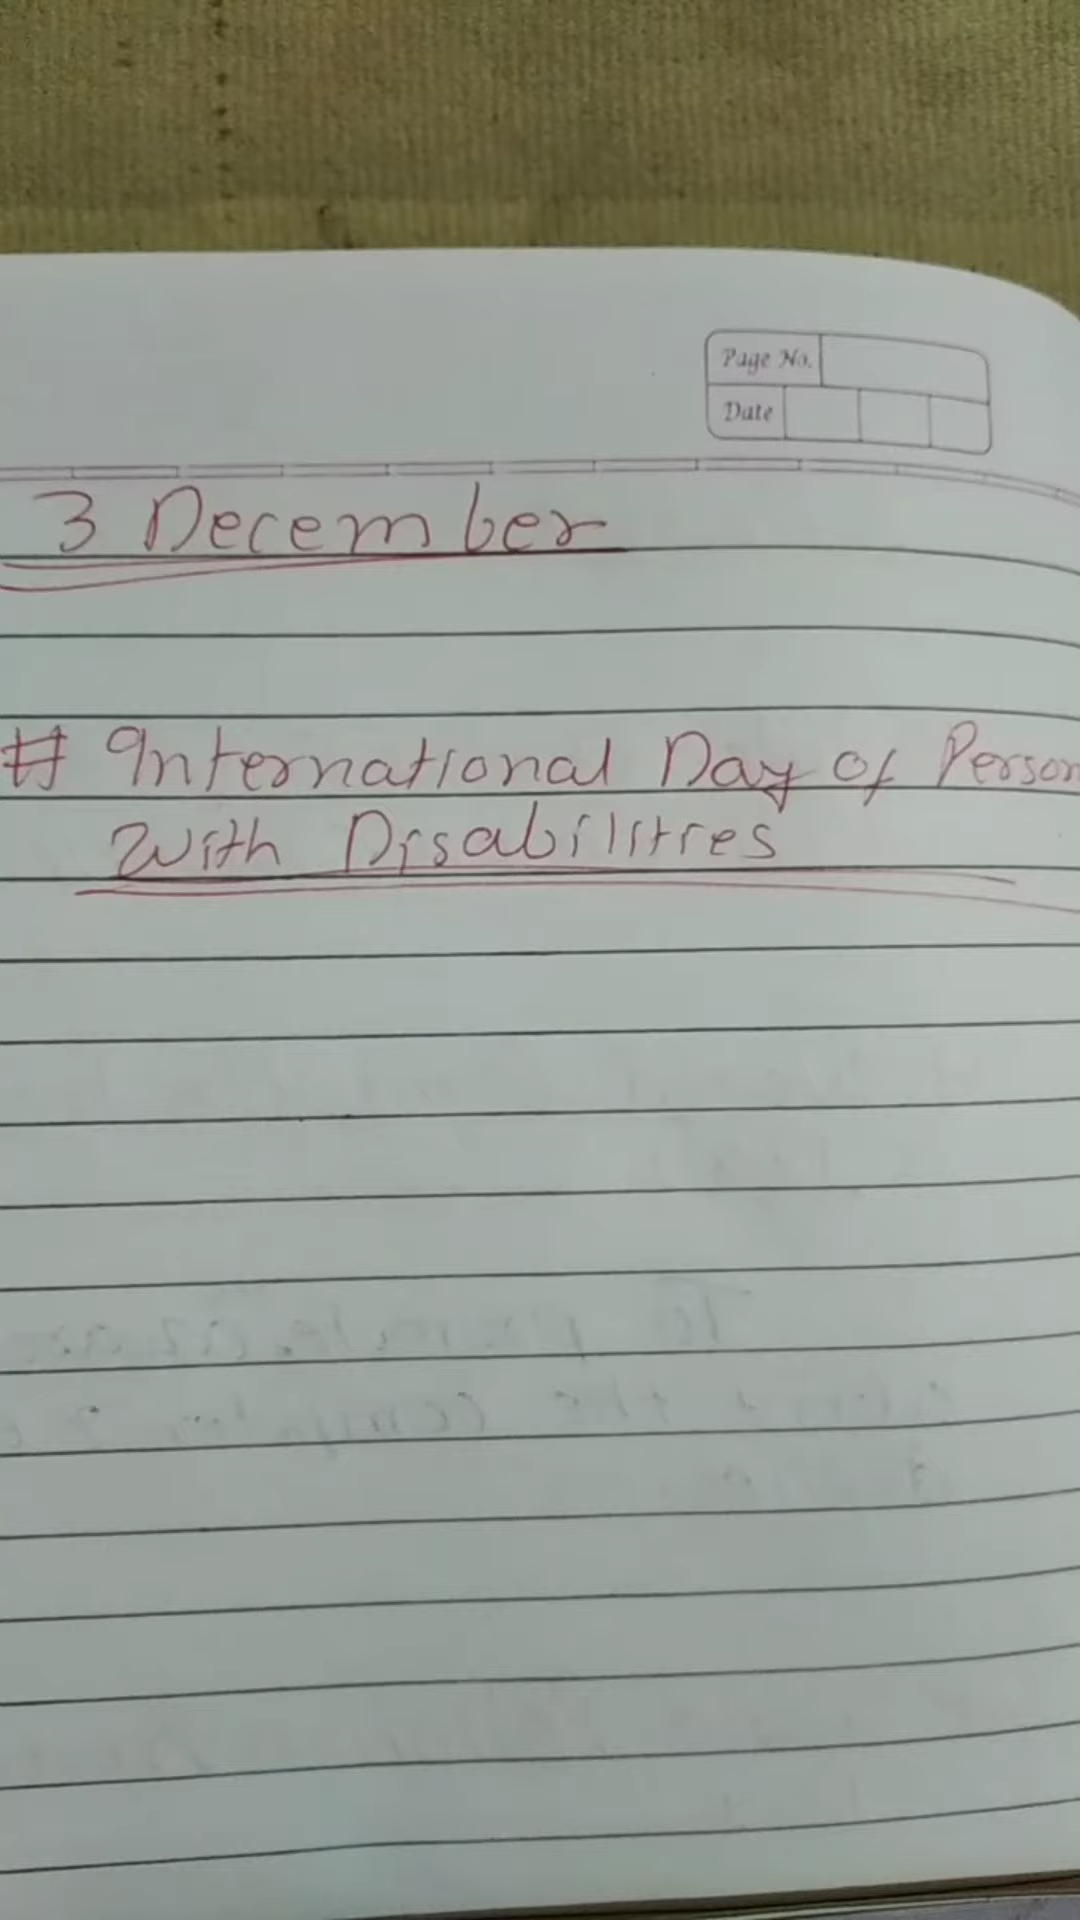 Page No.
Date
3 December
# International Day of Person
With Disabilities